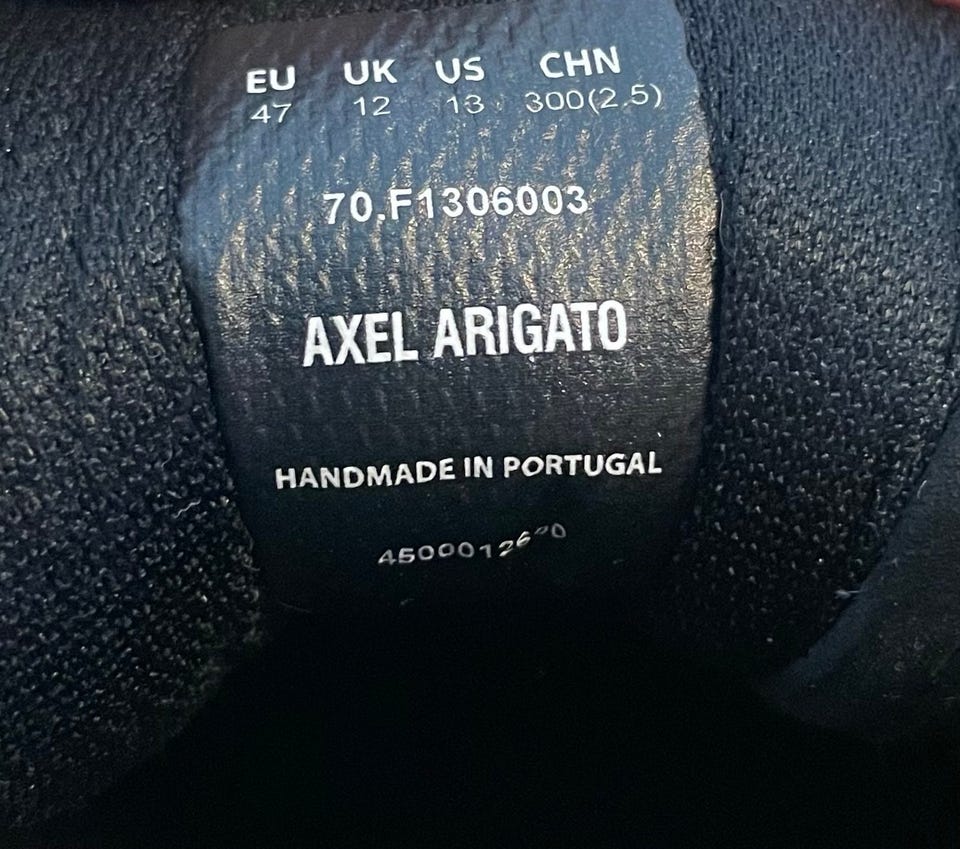 EU UK US CHN
47 12 13 300(2.5)
70.F1306003
AXEL ARIGATO
HANDMADE IN PORTUGAL